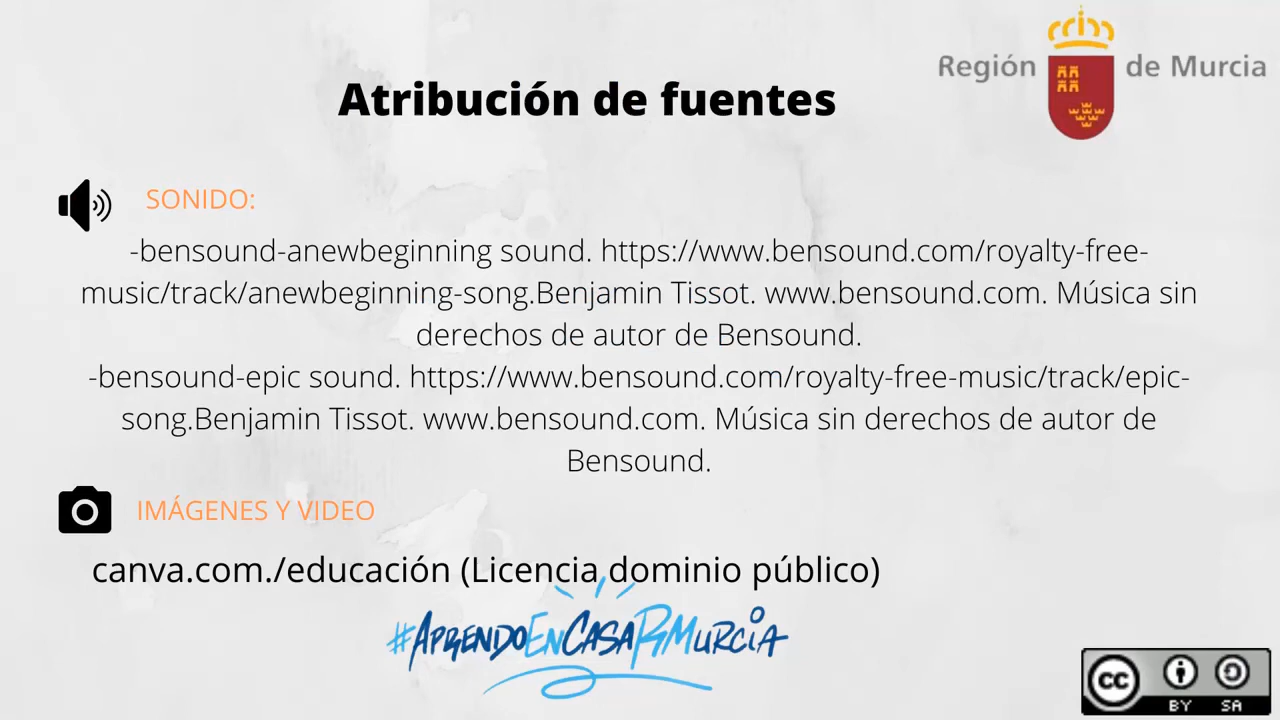 Región de Murcia
Atribución de fuentes
SONIDO:
-bensound-anewbeginning sound. https://www.bensound.com/royalty-free-
music/track/anewbeginning-song.Benjamin Tissot. www.bensound.com. Música sin
derechos de autor de Bensound.
-bensound-epic sound. https://www.bensound.com/royalty-free-music/track/epic-
song.Benjamin Tissot. www.bensound.com. Música sin derechos de autor de
Bensound.
IMÁGENES Y VIDEO
canva.com./educación (Licencia dominio público)
#APRENDOENCASARMURCIA
CC BY SA